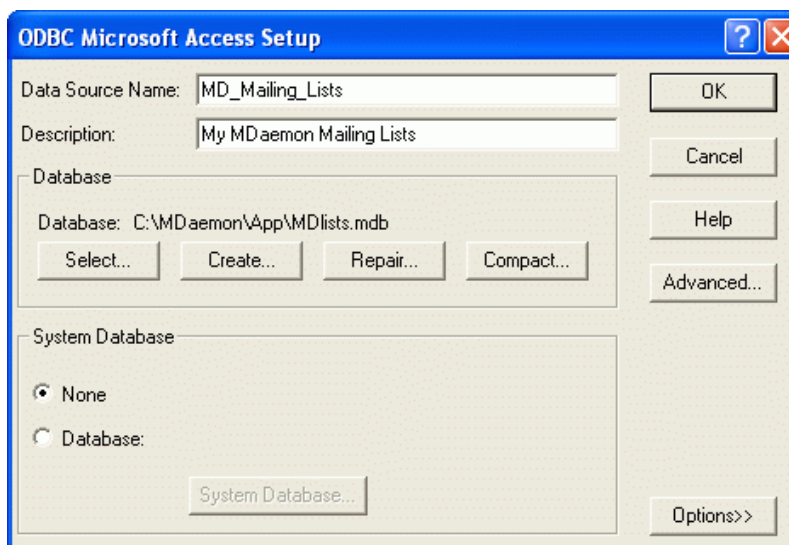 ODBC Microsoft Access Setup
Data Source Name: MD_Mailing_Lists
OK
Description: My MDaemon Mailing Lists
Cancel
Database
Database: C:\MDaemon\App\MDlists.mdb
Help
Select... Create... Repair... Compact...
Advanced...
System Database
None
Database:
System Database...
Options>>